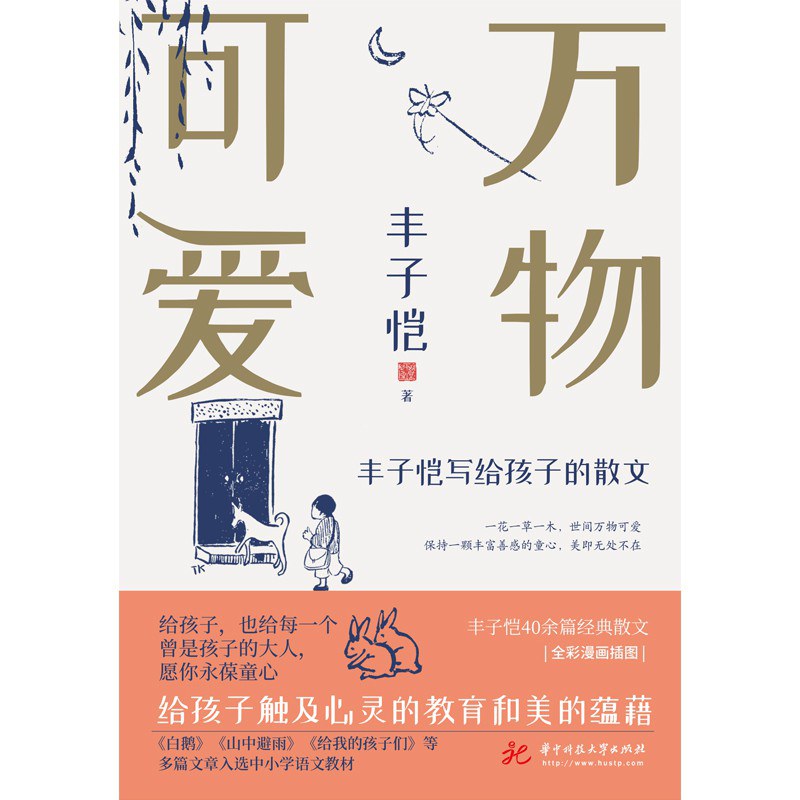 万物
可爱
丰子恺
著
丰子恺写给孩子的散文
一花一草一木，世间万物可爱
保持一颗丰富善感的童心，美即无处不在
TK
给孩子，也给每一个
曾是孩子的大人，
愿你永葆童心
丰子恺40余篇经典散文
|全彩漫画插图|
给孩子触及心灵的教育和美的蕴藉
《白鹅》《山中避雨》《给我的孩子们》等
多篇文章入选中小学语文教材
华中科技大学出版社
http://www.hustp.com